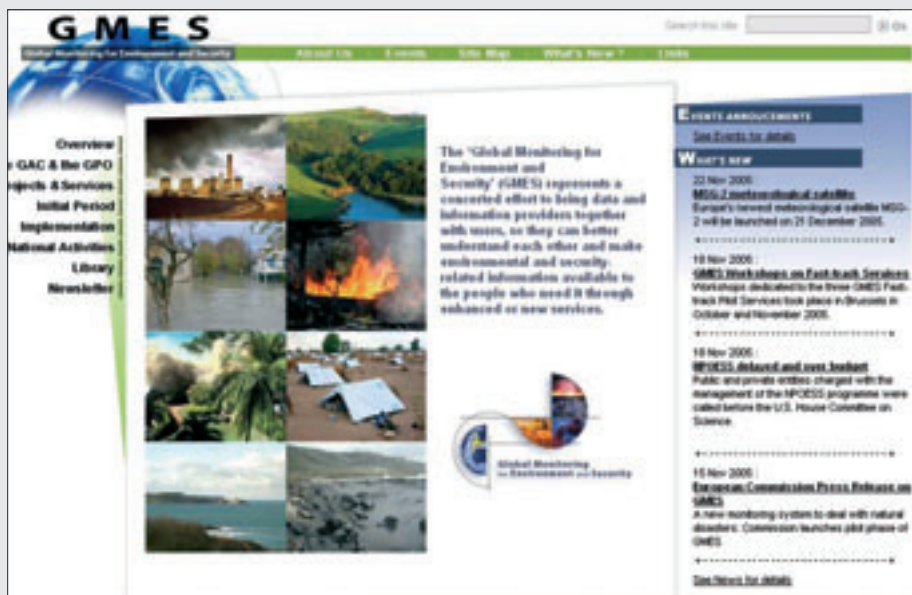 GMES
Search this site
Go
Global Monitoring for Environment and Security
About Us
Events
Site Map
What's New ?
Links
Overview
e GAC & the GPO
ojects & Services
Initial Period
Implementation
National Activities
Library
Newsletter
The 'Global Monitoring for
Environment and
Security' (GMES) represents a
concerted effort to bring data and
information providers together
with users, so they can better
understand each other and make
environmental and security-
related information available to
the people who need it through
enhanced or new services.
Global Monitoring
for Environment and Security
EVENTS ANNOUCEMENTS
See Events for details
WHAT'S NEW
22 Nov 2005 :
MSG-2 meteorological satellite
Europe's newest meteorological satellite MSG-
2 will be launched on 21 December 2005.
18 Nov 2005 :
GMES Workshops on Fast-track Services
Workshops dedicated to the three GMES Fast-
track Pilot Services took place in Brussels in
October and November 2005.
18 Nov 2005 :
NPOESS delayed and over budget
Public and private entities charged with the
management of the NPOESS programme were
called before the U.S. House Committee on
Science.
15 Nov 2005 :
European Commission Press Release on
GMES
A new monitoring system to deal with natural
disasters: Commission launches pilot phase of
GMES
See News for details